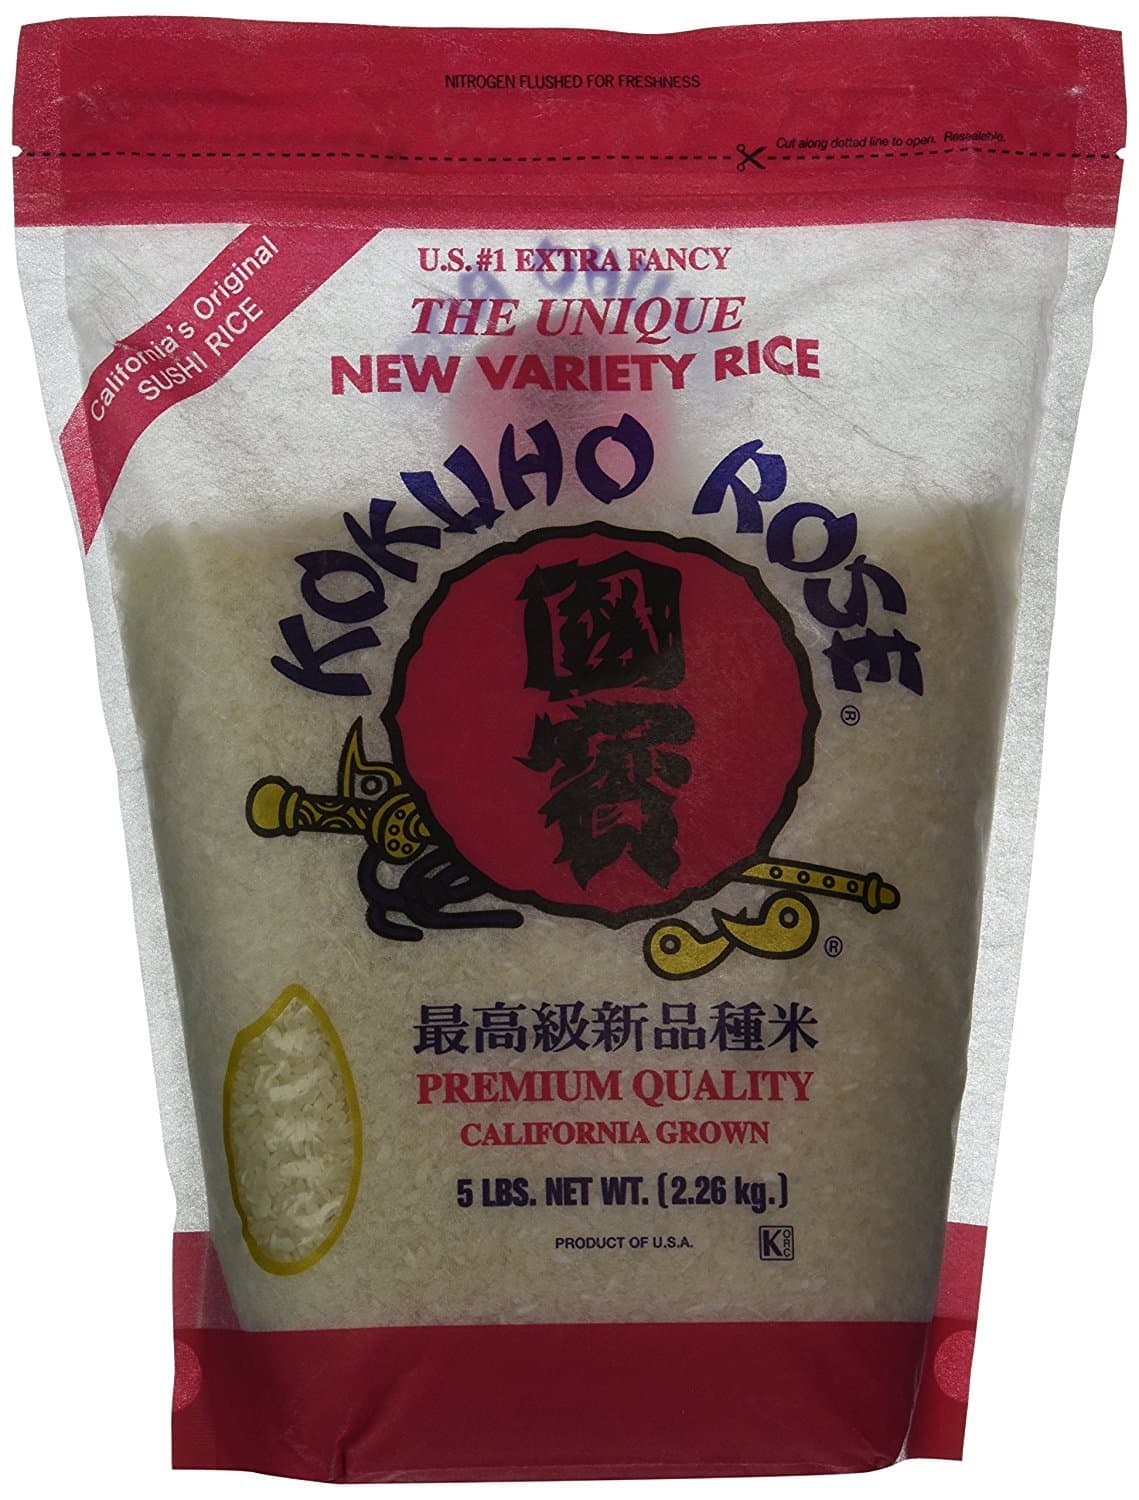 NITROGEN FLUSHED FOR FRESHNESS
Cut along dotted line to open. Resealable.
California's Original
SUSHI RICE
U.S. #1 EXTRA FANCY
THE UNIQUE
NEW VARIETY RICE
KOKUHO ROSE®
國寳
®
最高級新品種米
PREMIUM QUALITY
CALIFORNIA GROWN
5 LBS. NET WT. (2.26 kg.)
PRODUCT OF U.S.A.
K ORC